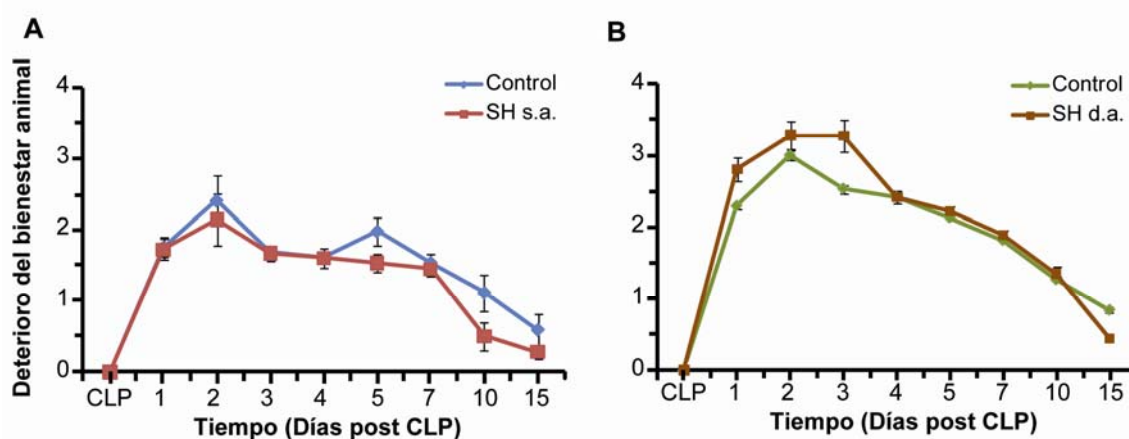 A
Control
SH s.a.
Deterioro del bienestar animal
4
3
2
1
0
CLP 1 2 3 4 5 7 10 15
Tiempo (Días post CLP)
B
Control
SH d.a.
4
3
2
1
0
CLP 1 2 3 4 5 7 10 15
Tiempo (Días post CLP)